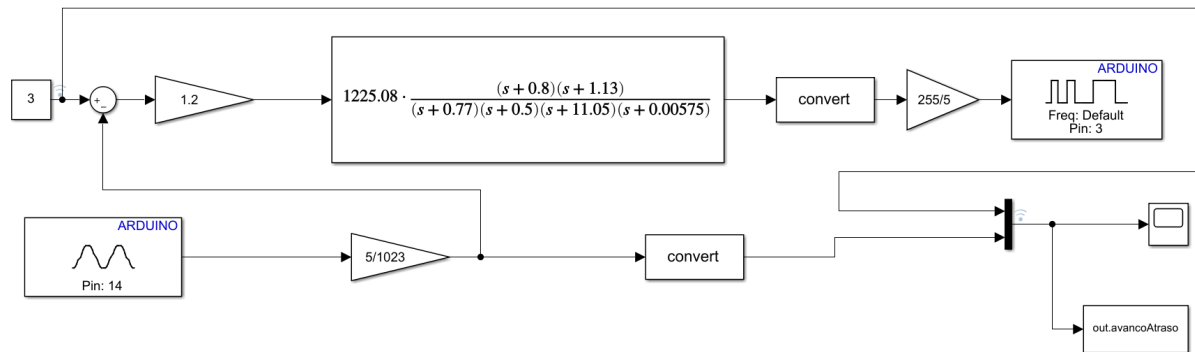 3
+
−
1.2
1225.08 · (s + 0.8)(s + 1.13)
(s + 0.77)(s + 0.5)(s + 11.05)(s + 0.00575)
convert
255/5
ARDUINO
Freq: Default
Pin: 3
ARDUINO
Pin: 14
5/1023
convert
out.avancoAtraso